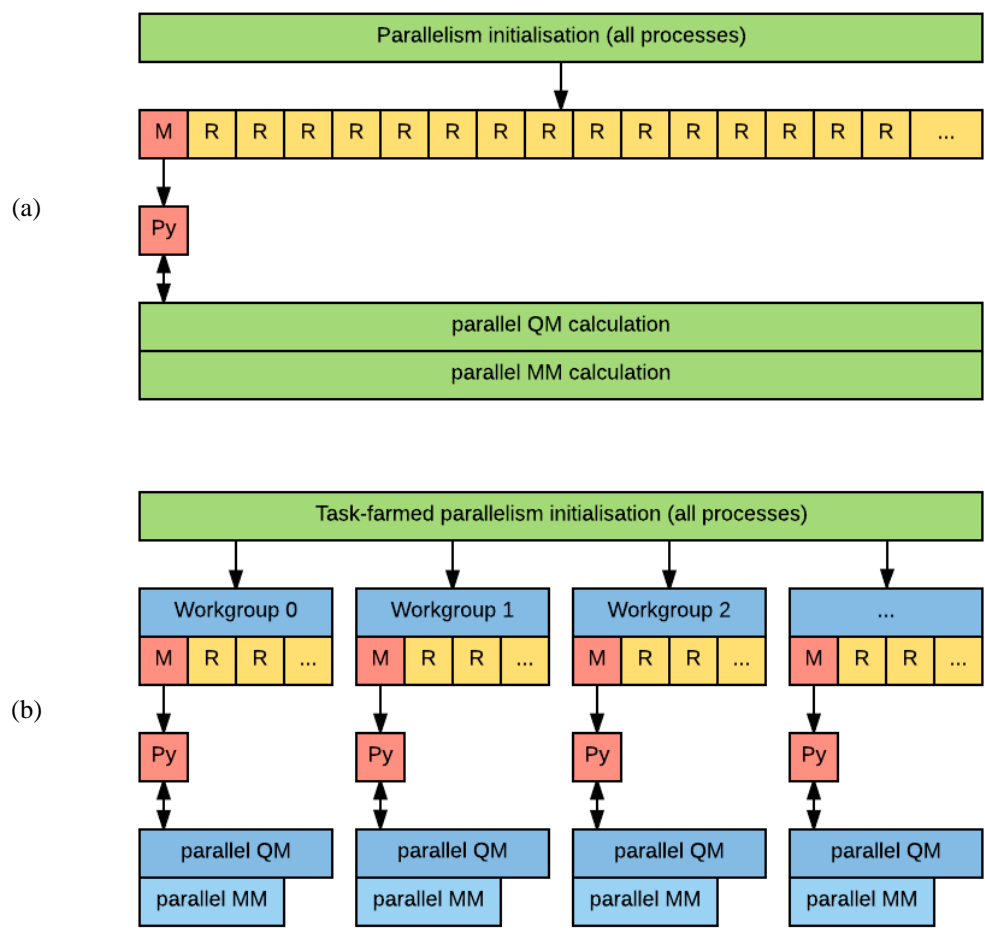 Parallelism initialisation (all processes)
M R R R R R R R R R R R R R R R ...
(a)
Py
parallel QM calculation
parallel MM calculation
Task-farmed parallelism initialisation (all processes)
Workgroup 0 Workgroup 1 Workgroup 2 ...
M R R ... M R R ... M R R ... M R R ...
(b)
Py Py Py Py
parallel QM parallel QM parallel QM parallel QM
parallel MM parallel MM parallel MM parallel MM